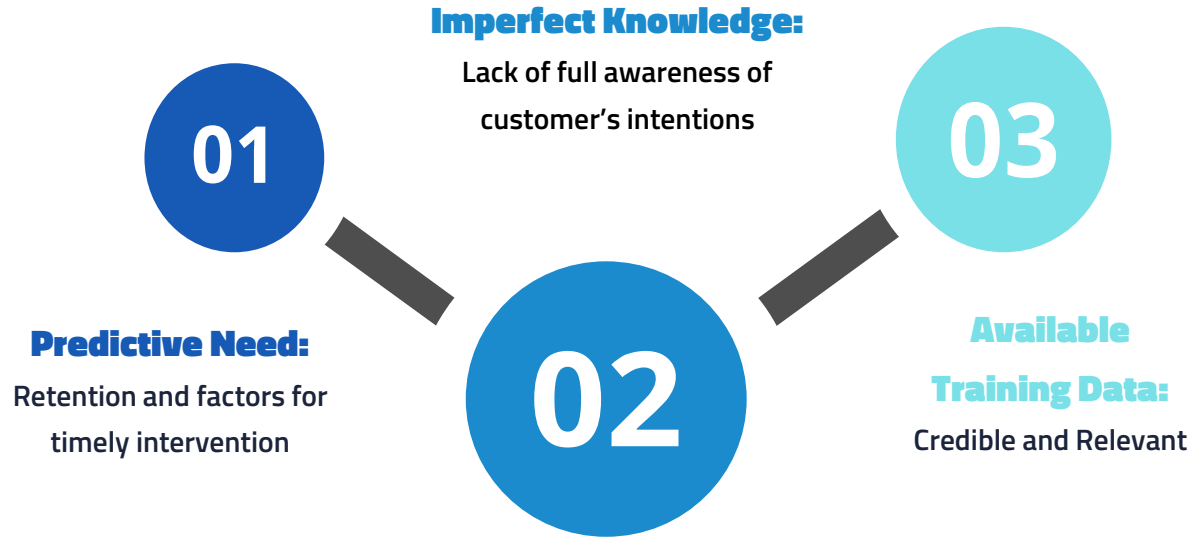 01
Predictive Need:
Retention and factors for
timely intervention
Imperfect Knowledge:
Lack of full awareness of
customer’s intentions
02
03
Available
Training Data:
Credible and Relevant